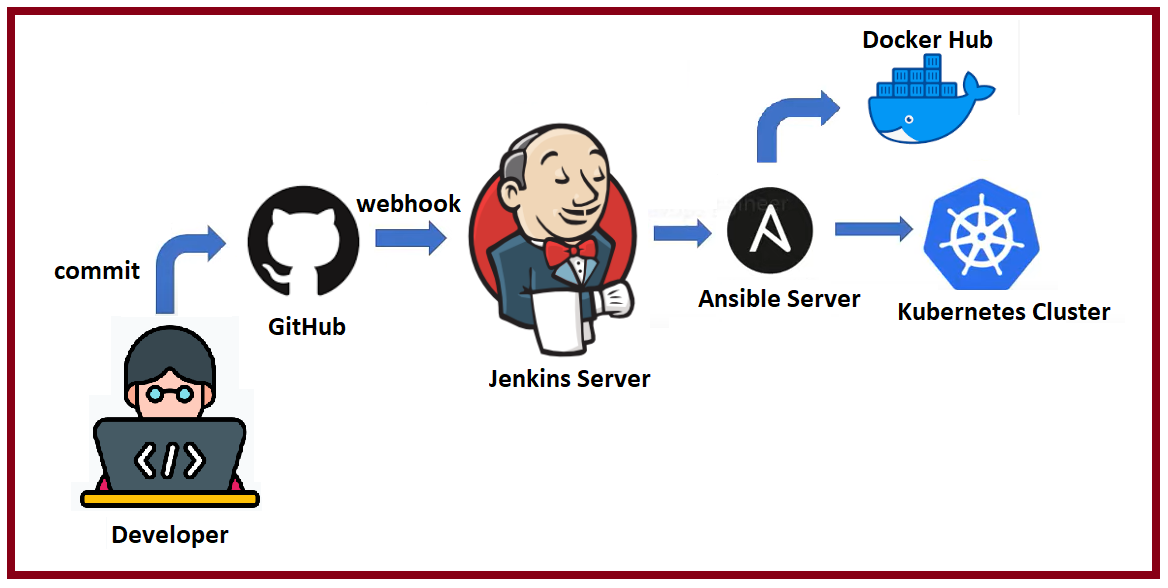 Docker Hub
webhook
commit
GitHub
Ansible Server
Kubernetes Cluster
Jenkins Server
</>
Developer